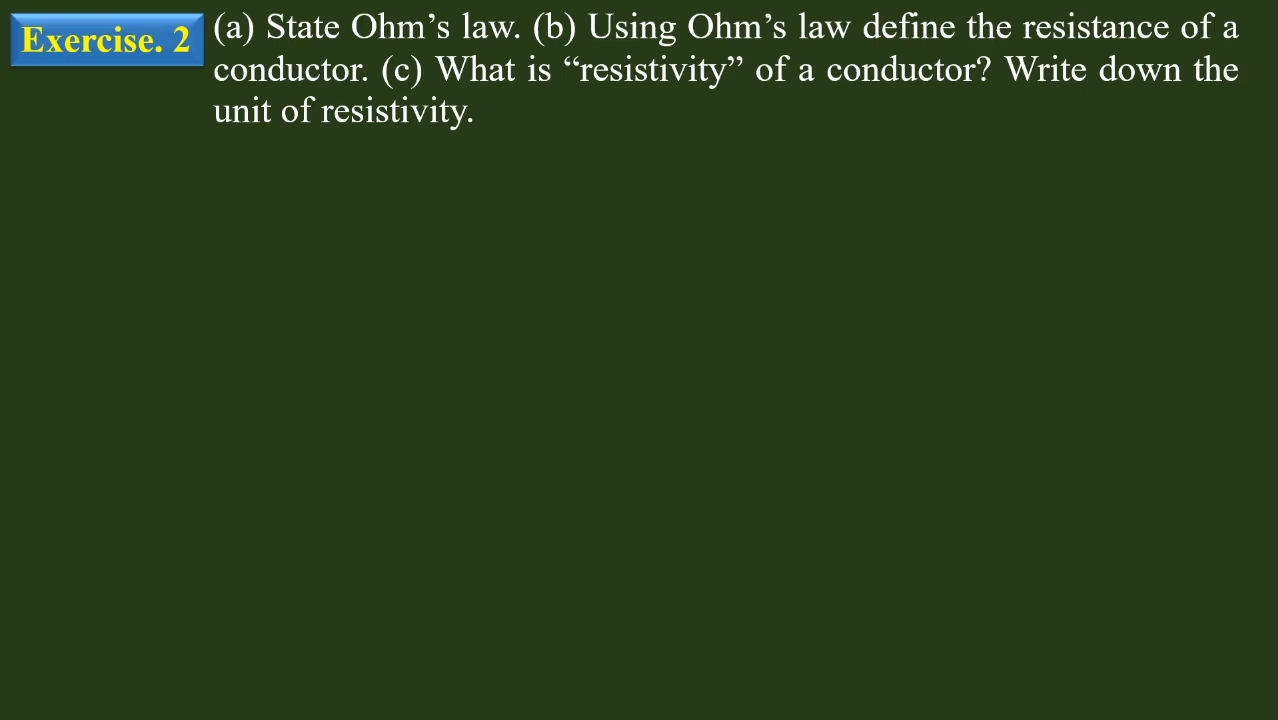 Exercise. 2
(a) State Ohm’s law. (b) Using Ohm’s law define the resistance of a
conductor. (c) What is “resistivity” of a conductor? Write down the
unit of resistivity.